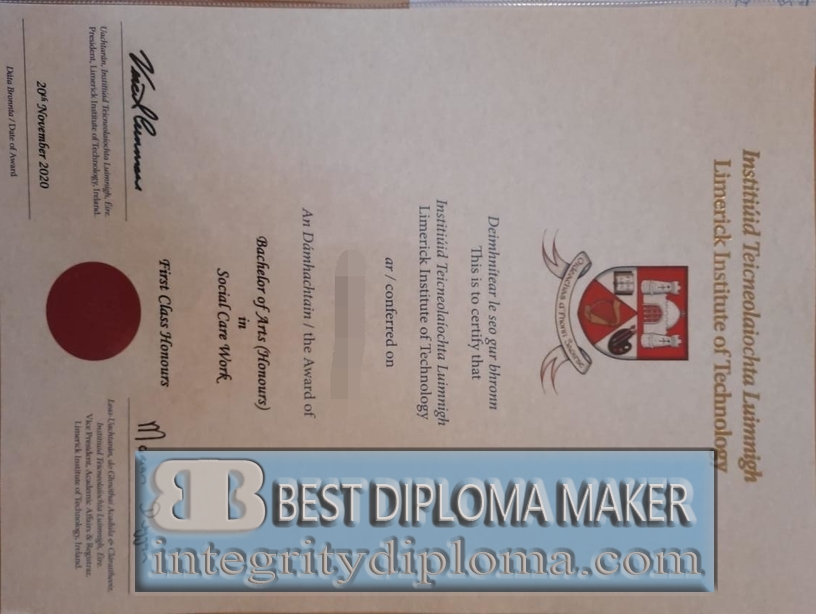 Institiúid Teicneolaíochta Luimnigh
Limerick Institute of Technology
Oideachas a Thoinn Saoirse
Deimhnítear le seo gur bhronn
This is to certify that
Institiúid Teicneolaíochta Luimnigh
Limerick Institute of Technology
ar / conferred on
An Dámhachtain / the Award of
Bachelor of Arts (Honours)
in
Social Care Work
First Class Honours
Uachtarán, Institiúid Teicneolaíochta Luimnigh, Éire.
President, Limerick Institute of Technology, Ireland.
20th November 2020
Dáta Bronnta / Date of Award
Institiúid Teicneolaíochta Luimnigh, Éire.
Vice President, Academic Affairs & Registrar,
Limerick Institute of Technology, Ireland.
BEST DIPLOMA MAKER
integritydiploma.com